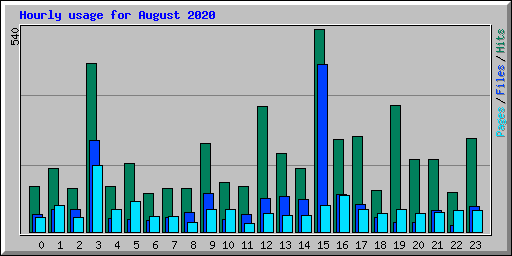 Hourly usage for August 2020
540
Pages / Files / Hits
0 1 2 3 4 5 6 7 8 9 10 11 12 13 14 15 16 17 18 19 20 21 22 23